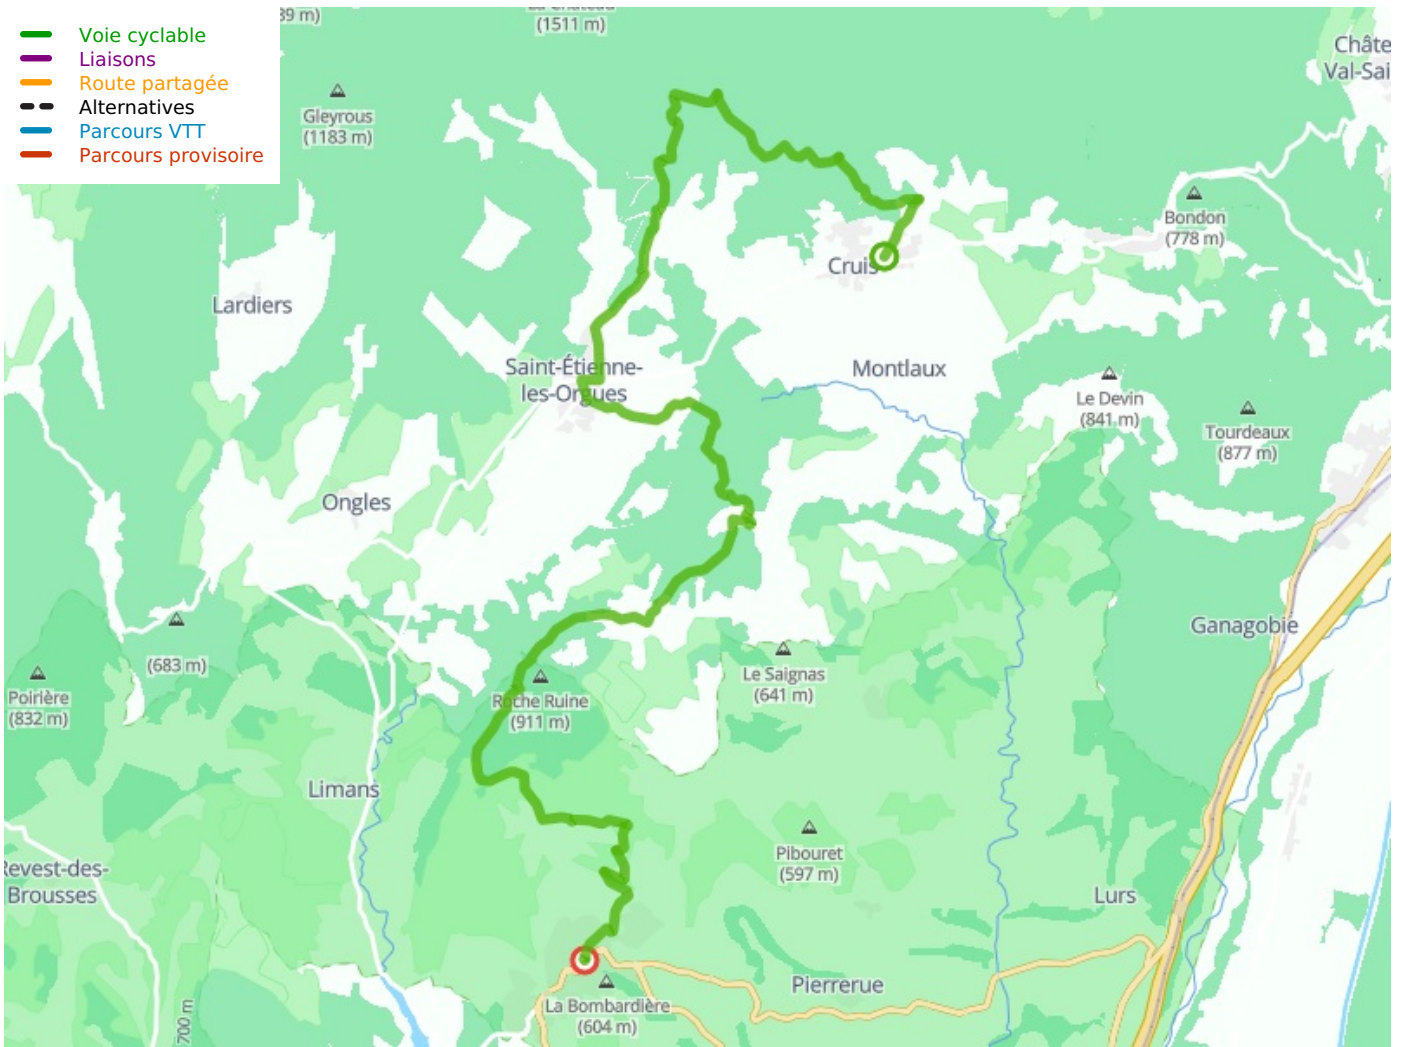 Voie cyclable
Liaisons
Route partagée
Alternatives
Parcours VTT
Parcours provisoire
39 m)
(1511 m)
Châte
Val-Sai
Gleyrous
(1183 m)
Bondon
(778 m)
Cruis
Lardiers
Saint-Étienne-
les-Orgues
Montlaux
Le Devin
(841 m)
Tourdeaux
(877 m)
Ongles
Ganagobie
(683 m)
Poirière
(832 m)
Le Saignas
(641 m)
Roche Ruine
(911 m)
Limans
Pibouret
(597 m)
Revest-des-
Brousses
Lurs
Pierrerue
La Bombardière
(604 m)
700 m